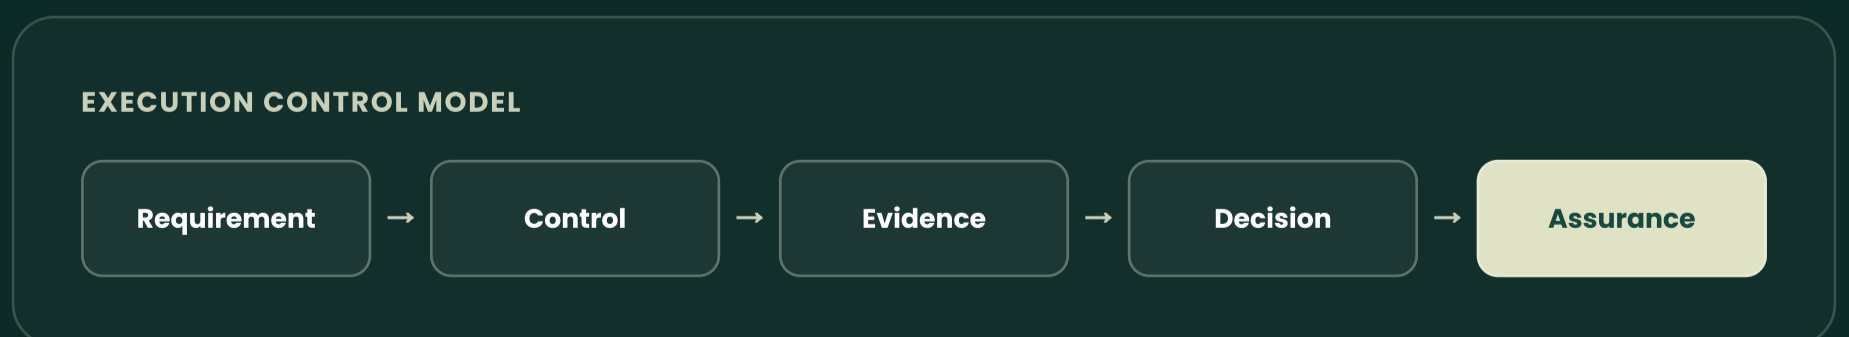 EXECUTION CONTROL MODEL
Requirement → Control → Evidence → Decision → Assurance